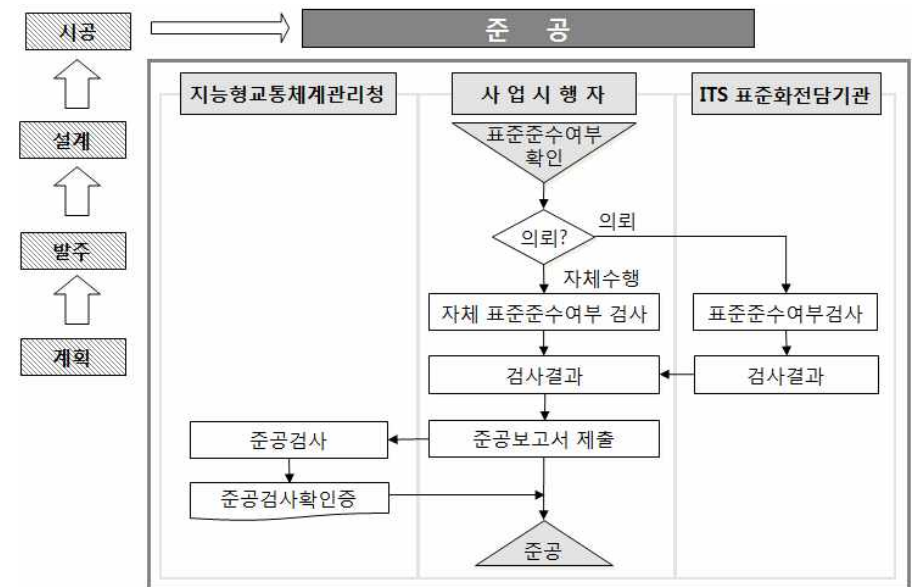 시공
준 공
지능형교통체계관리청
사 업 시 행 자
ITS 표준화전담기관
설계
표준준수여부
확인
의뢰?
의뢰
발주
자체수행
자체 표준준수여부 검사
표준준수여부검사
계획
검사결과
검사결과
준공검사
준공보고서 제출
준공검사확인증
준공